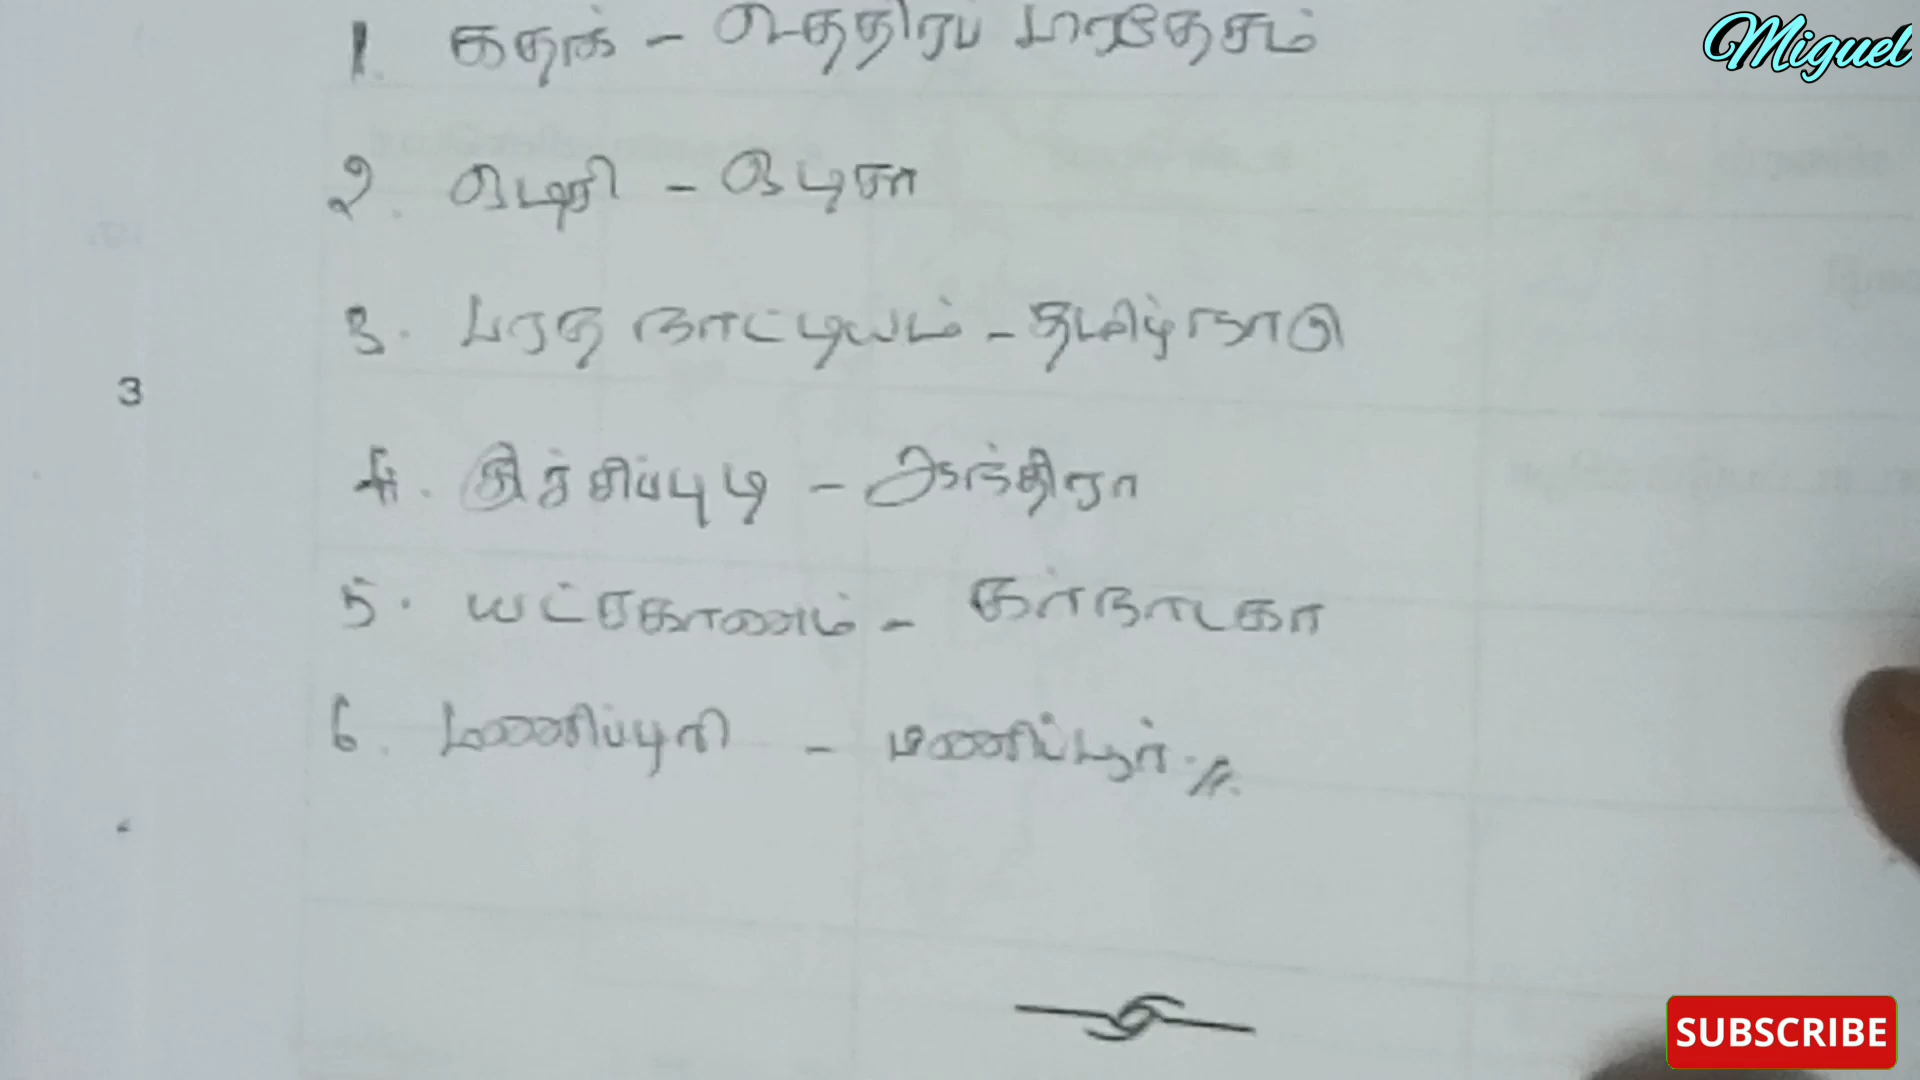 Miguel
1. கதக் - உத்திரப் பிரதேசம்
2. ஒடிசி - ஒடிசா
3. பரத நாட்டியம் - தமிழ்நாடு
3
4. குச்சிப்புடி - ஆந்திரா
5. யட்சகானம் - கர்நாடகா
6. மணிப்புரி - மணிப்பூர்.//.
SUBSCRIBE